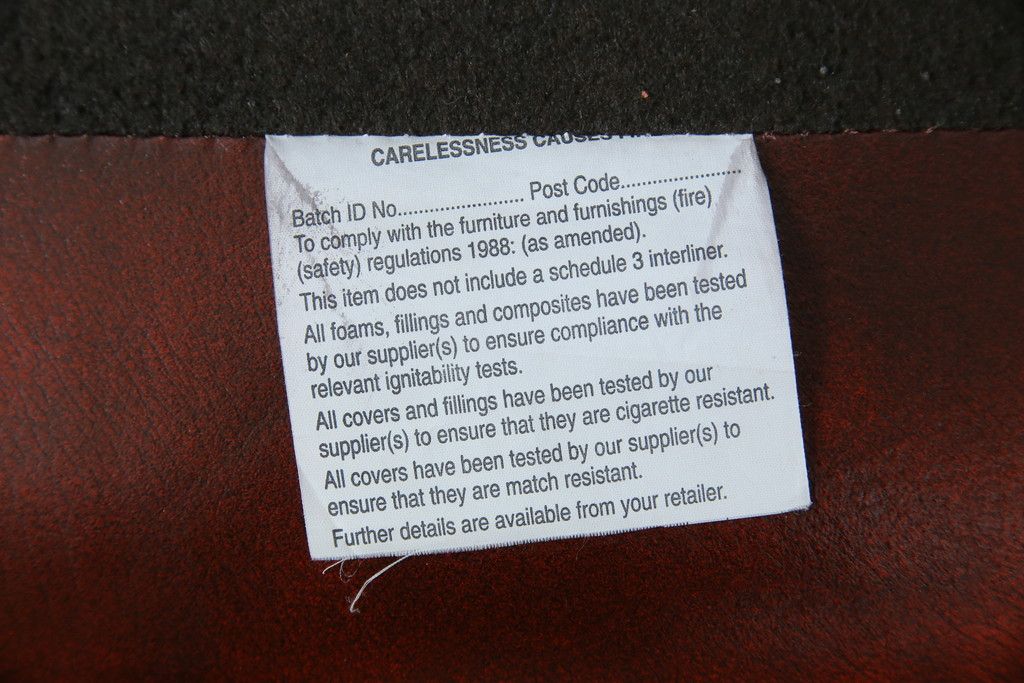 CARELESSNESS CAUSES
Batch ID No........................ Post Code.......................
To comply with the furniture and furnishings (fire)
(safety) regulations 1988: (as amended).
This item does not include a schedule 3 interliner.
All foams, fillings and composites have been tested
by our supplier(s) to ensure compliance with the
relevant ignitability tests.
All covers and fillings have been tested by our
supplier(s) to ensure that they are cigarette resistant.
All covers have been tested by our supplier(s) to
ensure that they are match resistant.
Further details are available from your retailer.